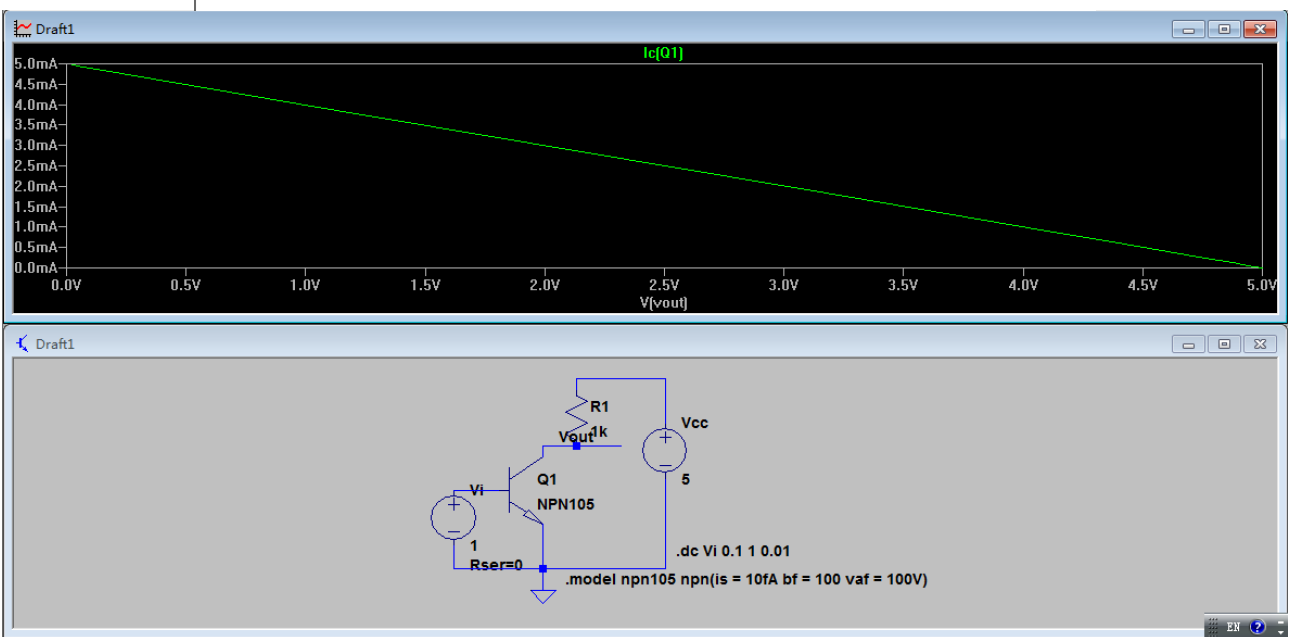 Draft1
Ic(Q1)
5.0mA
4.5mA
4.0mA
3.5mA
3.0mA
2.5mA
2.0mA
1.5mA
1.0mA
0.5mA
0.0mA
0.0V 0.5V 1.0V 1.5V 2.0V 2.5V 3.0V 3.5V 4.0V 4.5V 5.0V
V(vout)
Draft1
R1
1k
Vout
Vcc
5
Vi
Q1
NPN105
1
Rser=0
.dc Vi 0.1 1 0.01
.model npn105 npn(is = 10fA bf = 100 vaf = 100V)
EN